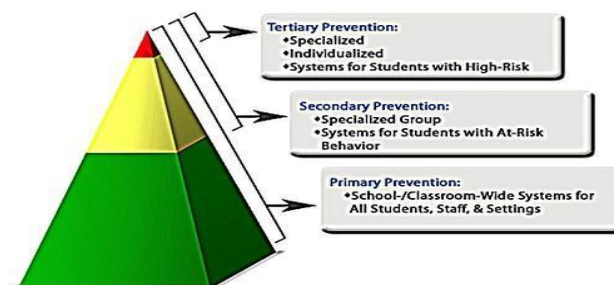 Tertiary Prevention:
◆Specialized
◆Individualized
◆Systems for Students with High-Risk
Secondary Prevention:
◆Specialized Group
◆Systems for Students with At-Risk
Behavior
Primary Prevention:
◆School-/Classroom-Wide Systems for
All Students, Staff, & Settings